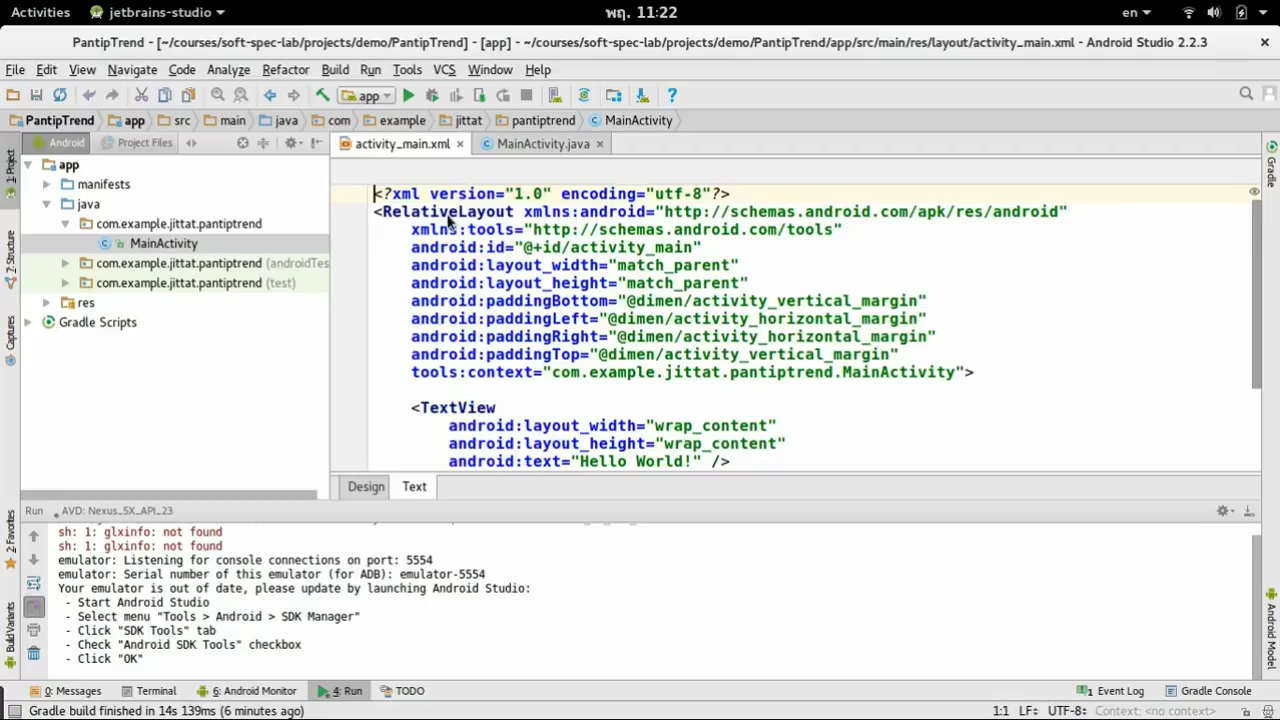 Activities jetbrains-studio พฤ. 11:22 en
PantipTrend - [~/courses/soft-spec-lab/projects/demo/PantipTrend] - [app] - ~/courses/soft-spec-lab/projects/demo/PantipTrend/app/src/main/res/layout/activity_main.xml - Android Studio 2.2.3
File Edit View Navigate Code Analyze Refactor Build Run Tools VCS Window Help
app
PantipTrend app src main java com example jittat pantiptrend MainActivity
Android Project Files activity_main.xml MainActivity.java
1: Project
Z: Structure
Captures
2: Favorites
Build Variants
Gradle
Android Model
app
manifests
java
com.example.jittat.pantiptrend
MainActivity
com.example.jittat.pantiptrend (androidTes
com.example.jittat.pantiptrend (test)
res
Gradle Scripts
<?xml version="1.0" encoding="utf-8"?>
<RelativeLayout xmlns:android="http://schemas.android.com/apk/res/android"
xmlns:tools="http://schemas.android.com/tools"
android:id="@+id/activity_main"
android:layout_width="match_parent"
android:layout_height="match_parent"
android:paddingBottom="@dimen/activity_vertical_margin"
android:paddingLeft="@dimen/activity_horizontal_margin"
android:paddingRight="@dimen/activity_horizontal_margin"
android:paddingTop="@dimen/activity_vertical_margin"
tools:context="com.example.jittat.pantiptrend.MainActivity">
<TextView
android:layout_width="wrap_content"
android:layout_height="wrap_content"
android:text="Hello World!" />
Design Text
Run AVD: Nexus_5X_API_23
sh: 1: glxinfo: not found
sh: 1: glxinfo: not found
emulator: Listening for console connections on port: 5554
emulator: Serial number of this emulator (for ADB): emulator-5554
Your emulator is out of date, please update by launching Android Studio:
- Start Android Studio
- Select menu "Tools > Android > SDK Manager"
- Click "SDK Tools" tab
- Check "Android SDK Tools" checkbox
- Click "OK"
0: Messages Terminal 6: Android Monitor 4: Run TODO 1 Event Log Gradle Console
Gradle build finished in 14s 139ms (6 minutes ago) 1:1 LF÷ UTF-8÷ Context: <no context>